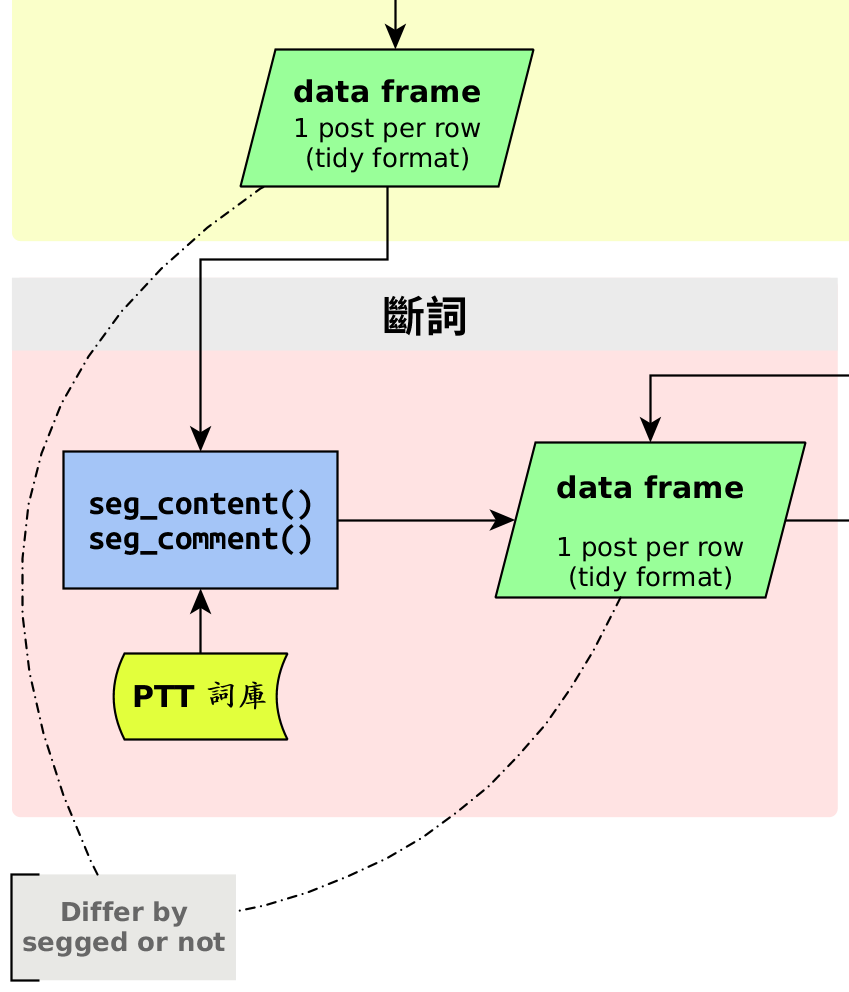 data frame
1 post per row
(tidy format)
斷詞
seg_content()
seg_comment()
data frame
1 post per row
(tidy format)
PTT 詞庫
Differ by
segged or not